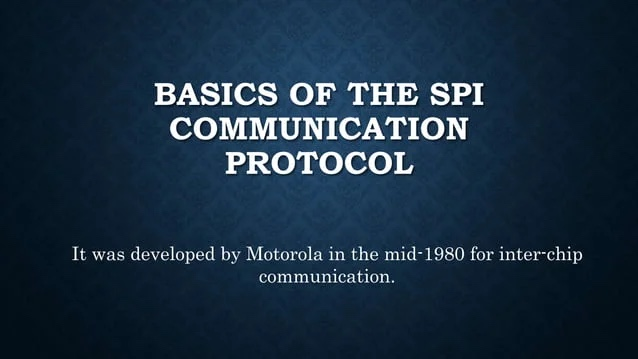 BASICS OF THE SPI
COMMUNICATION
PROTOCOL
It was developed by Motorola in the mid-1980 for inter-chip
communication.